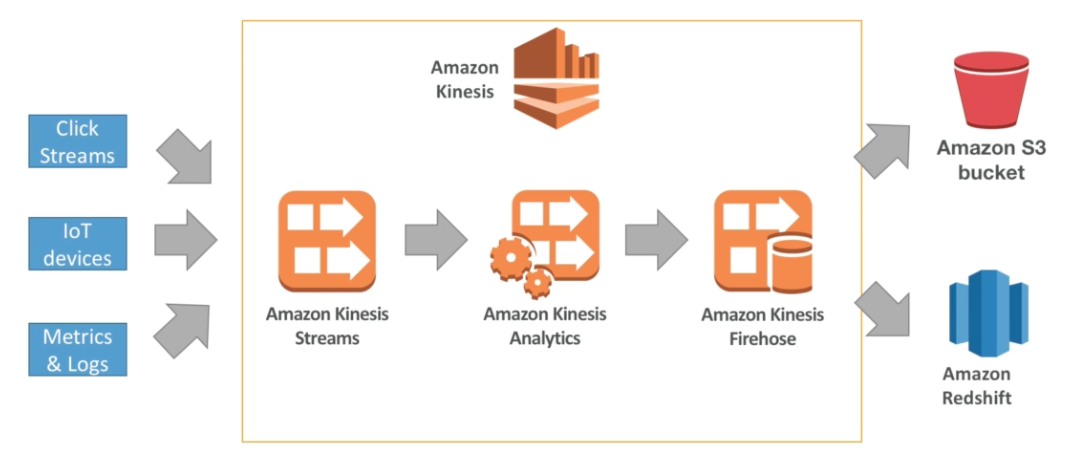 Amazon
Kinesis
Click
Streams
IoT
devices
Metrics
& Logs
Amazon Kinesis
Streams
Amazon Kinesis
Analytics
Amazon Kinesis
Firehose
Amazon S3
bucket
Amazon
Redshift